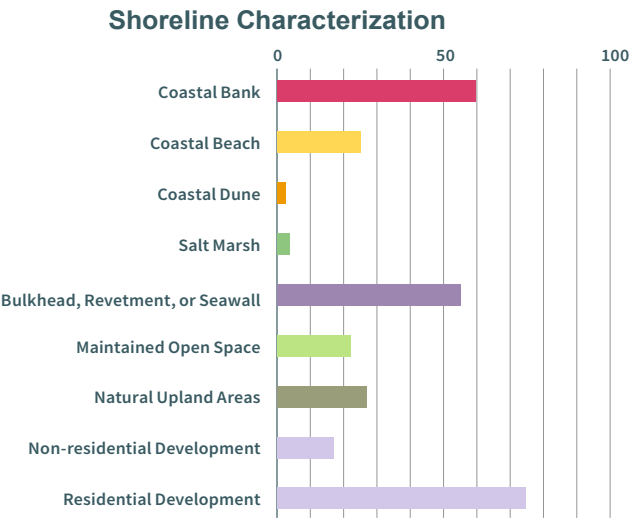 Shoreline Characterization
0 50 100
Coastal Bank
Coastal Beach
Coastal Dune
Salt Marsh
Bulkhead, Revetment, or Seawall
Maintained Open Space
Natural Upland Areas
Non-residential Development
Residential Development